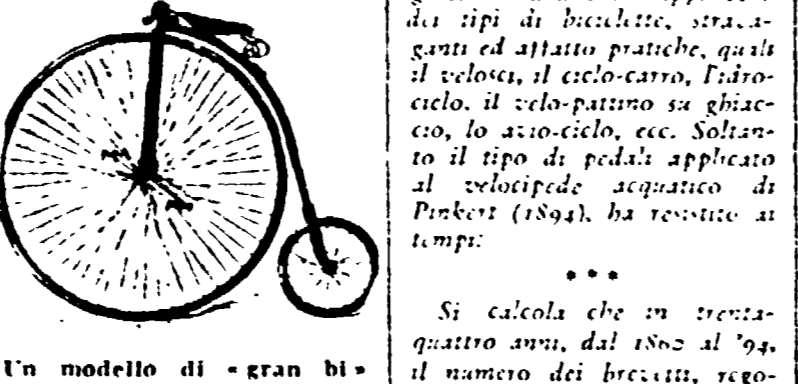 Un modello di «gran bi»
dei tipi di biciclette, strava-
ganti ed affatto pratiche, quali
il velosci, il ciclo-carro, l'idro-
ciclo, il velo-pattino su ghiac-
cio, lo azio-ciclo, ecc. Soltan-
to il tipo di pedali applicato
al velocipede acquatico di
Pinkert (1894), ha resistito ai
tempi:
* * *
Si calcola che in trenta-
quattro anni, dal 1862 al '94,
il numero dei brevetti, rego-